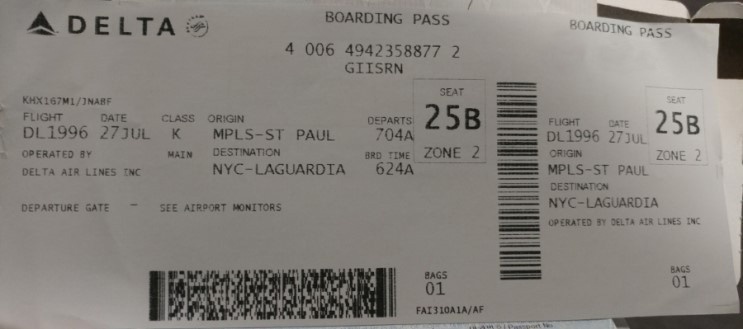 DELTA
BOARDING PASS
BOARDING PASS
4 006 4942358877 2
GIISRN
KHX167M1/JNABF
FLIGHT DATE CLASS ORIGIN DEPARTS SEAT
DL1996 27JUL K MPLS-ST PAUL 704A 25B
OPERATED BY MAIN DESTINATION BRD TIME ZONE 2
DELTA AIR LINES INC NYC-LAGUARDIA 624A
DEPARTURE GATE - SEE AIRPORT MONITORS
BAGS
01
FAI310A1A/AF
SEAT
FLIGHT DATE 25B
DL1996 27JUL
ORIGIN ZONE 2
MPLS-ST PAUL
DESTINATION
NYC-LAGUARDIA
OPERATED BY DELTA AIR LINES INC
BAGS
01